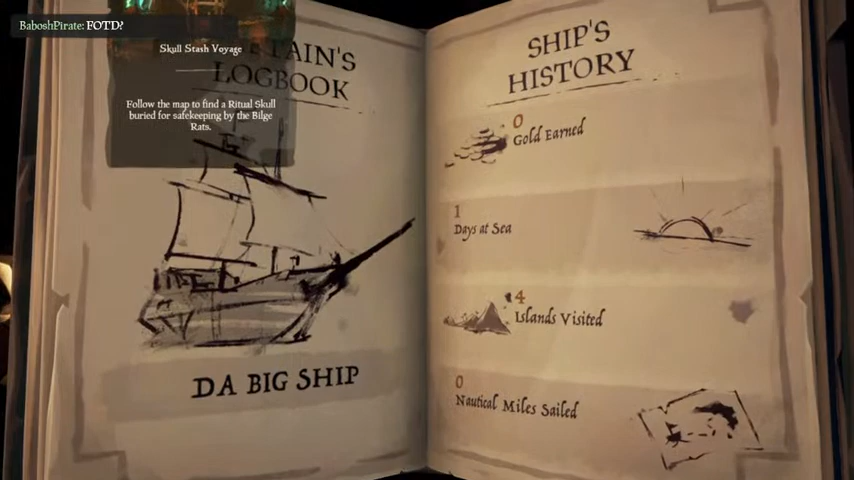 BaboshPirate: FOTD?
Skull Stash Voyage
Follow the map to find a Ritual Skull
buried for safekeeping by the Bilge
Rats.
TAIN'S
LOGBOOK
DA BIG SHIP
SHIP'S
HISTORY
0
Gold Earned
1
Days at Sea
4
Islands Visited
0
Nautical Miles Sailed